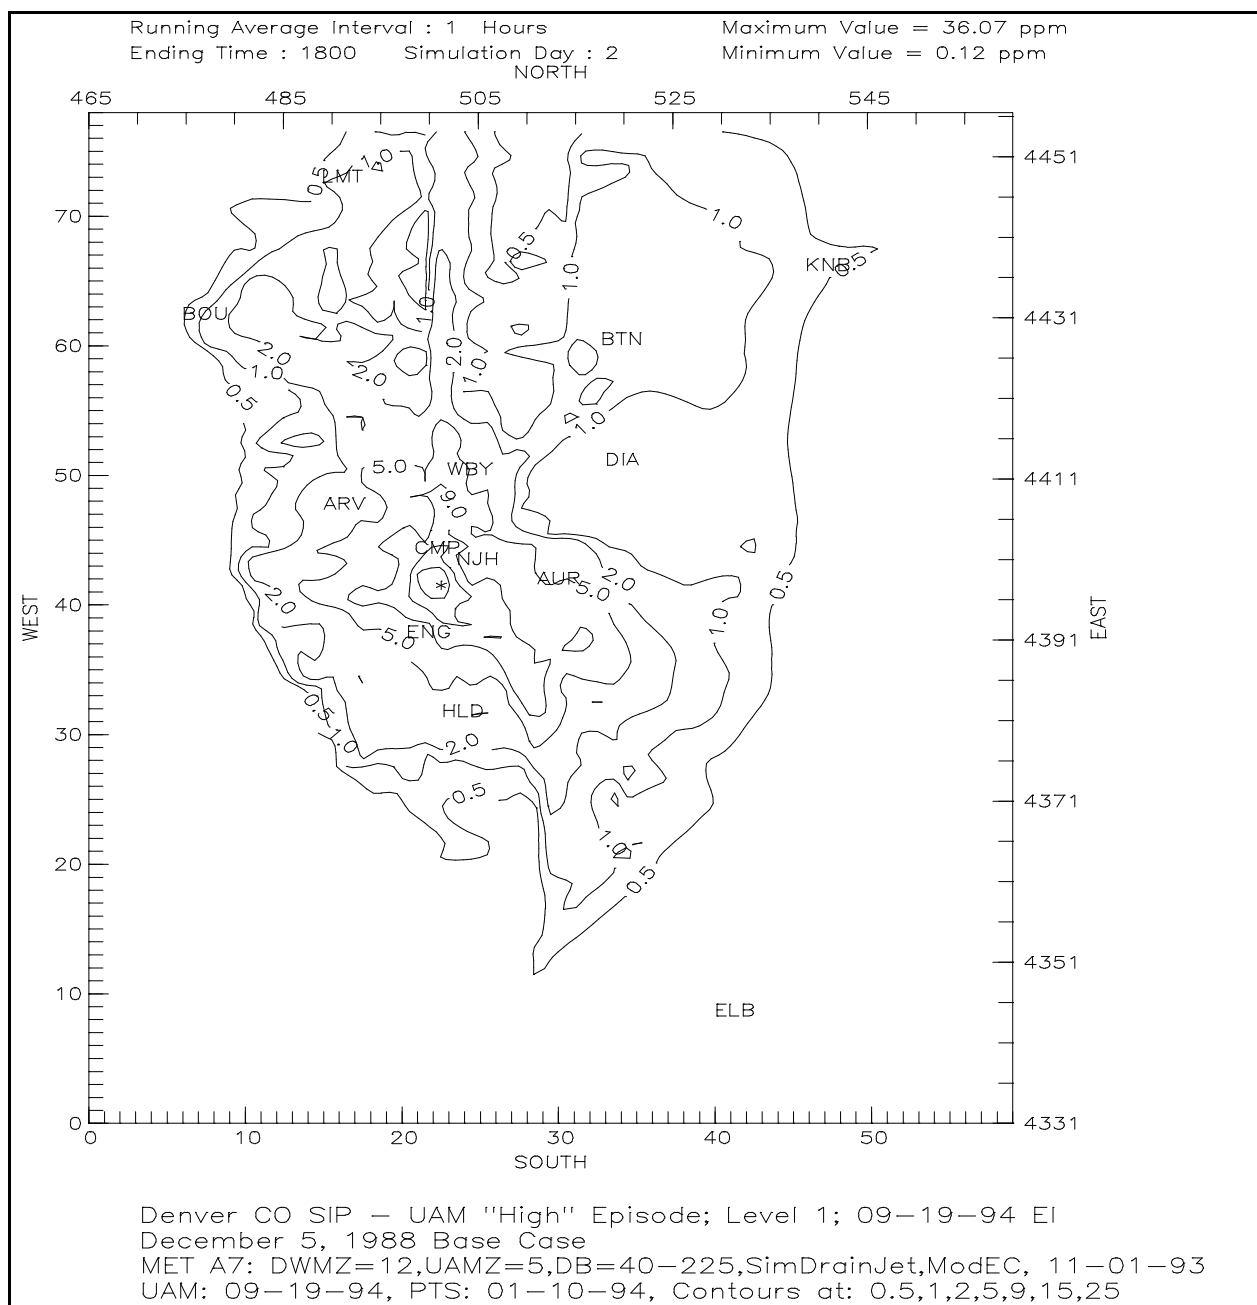 Running Average Interval : 1 Hours Maximum Value = 36.07 ppm
Ending Time : 1800 Simulation Day : 2 Minimum Value = 0.12 ppm
NORTH
465 485 505 525 545
4451
1.0
0.5
LMT
70
1.0
0.5
KNB
0.5
1.0
BOU
1.0
4431
60
BTN
2.0
2.0
1.0
1.0
2.0
0.5
1.0
5.0
WBY
DIA
50
4411
ARV
9.0
CMP
NJH
AUR
2.0
5.0
0.5
40
2.0
1.0
WEST
EAST
5.0
ENG
4391
HLD
0.5
1.0
30
2.0
0.5
4371
1.0
20
0.5
4351
10
ELB
0
4331
0 10 20 30 40 50
SOUTH
Denver CO SIP – UAM "High" Episode; Level 1; 09–19–94 EI
December 5, 1988 Base Case
MET A7: DWMZ=12,UAMZ=5,DB=40–225,SimDrainJet,ModEC, 11–01–93
UAM: 09–19–94, PTS: 01–10–94, Contours at: 0.5,1,2,5,9,15,25